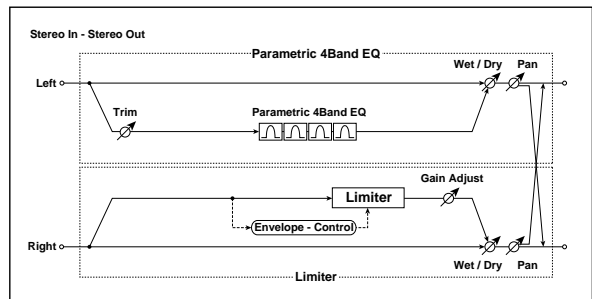 Stereo In - Stereo Out
Parametric 4Band EQ
Wet / Dry Pan
Left
Trim
Parametric 4Band EQ
Gain Adjust
Limiter
Envelope - Control
Right
Wet / Dry Pan
Limiter